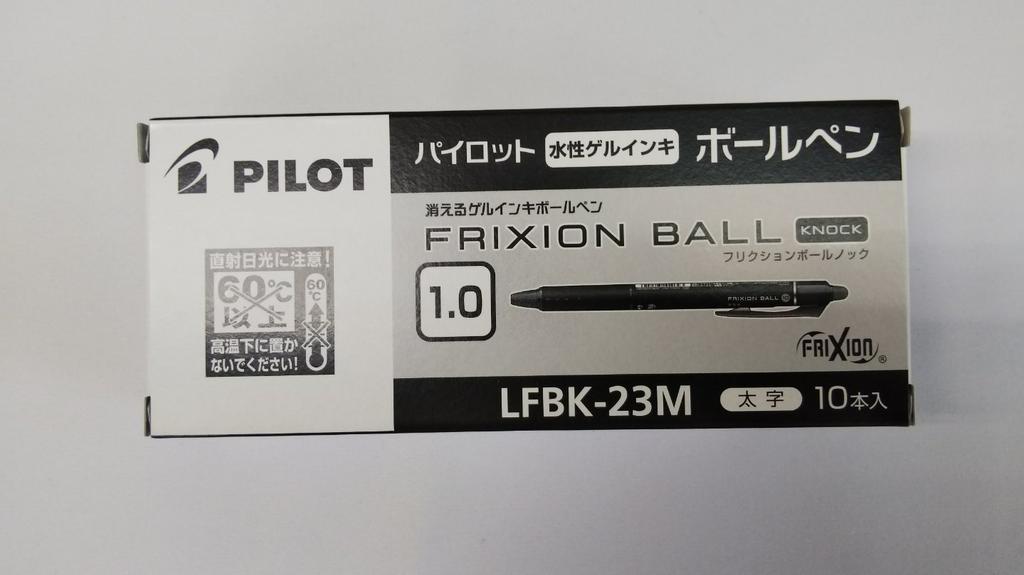 PILOT
パイロット 水性ゲルインキ ボールペン
消えるゲルインキボールペン
FRIXION BALL KNOCK
フリクションボールノック
直射日光に注意!
60℃
以上
60
℃
高温下に置か
ないでください!
1.0
FRIXION BALL 10
FRIXION ®
LFBK-23M 太字 10本入